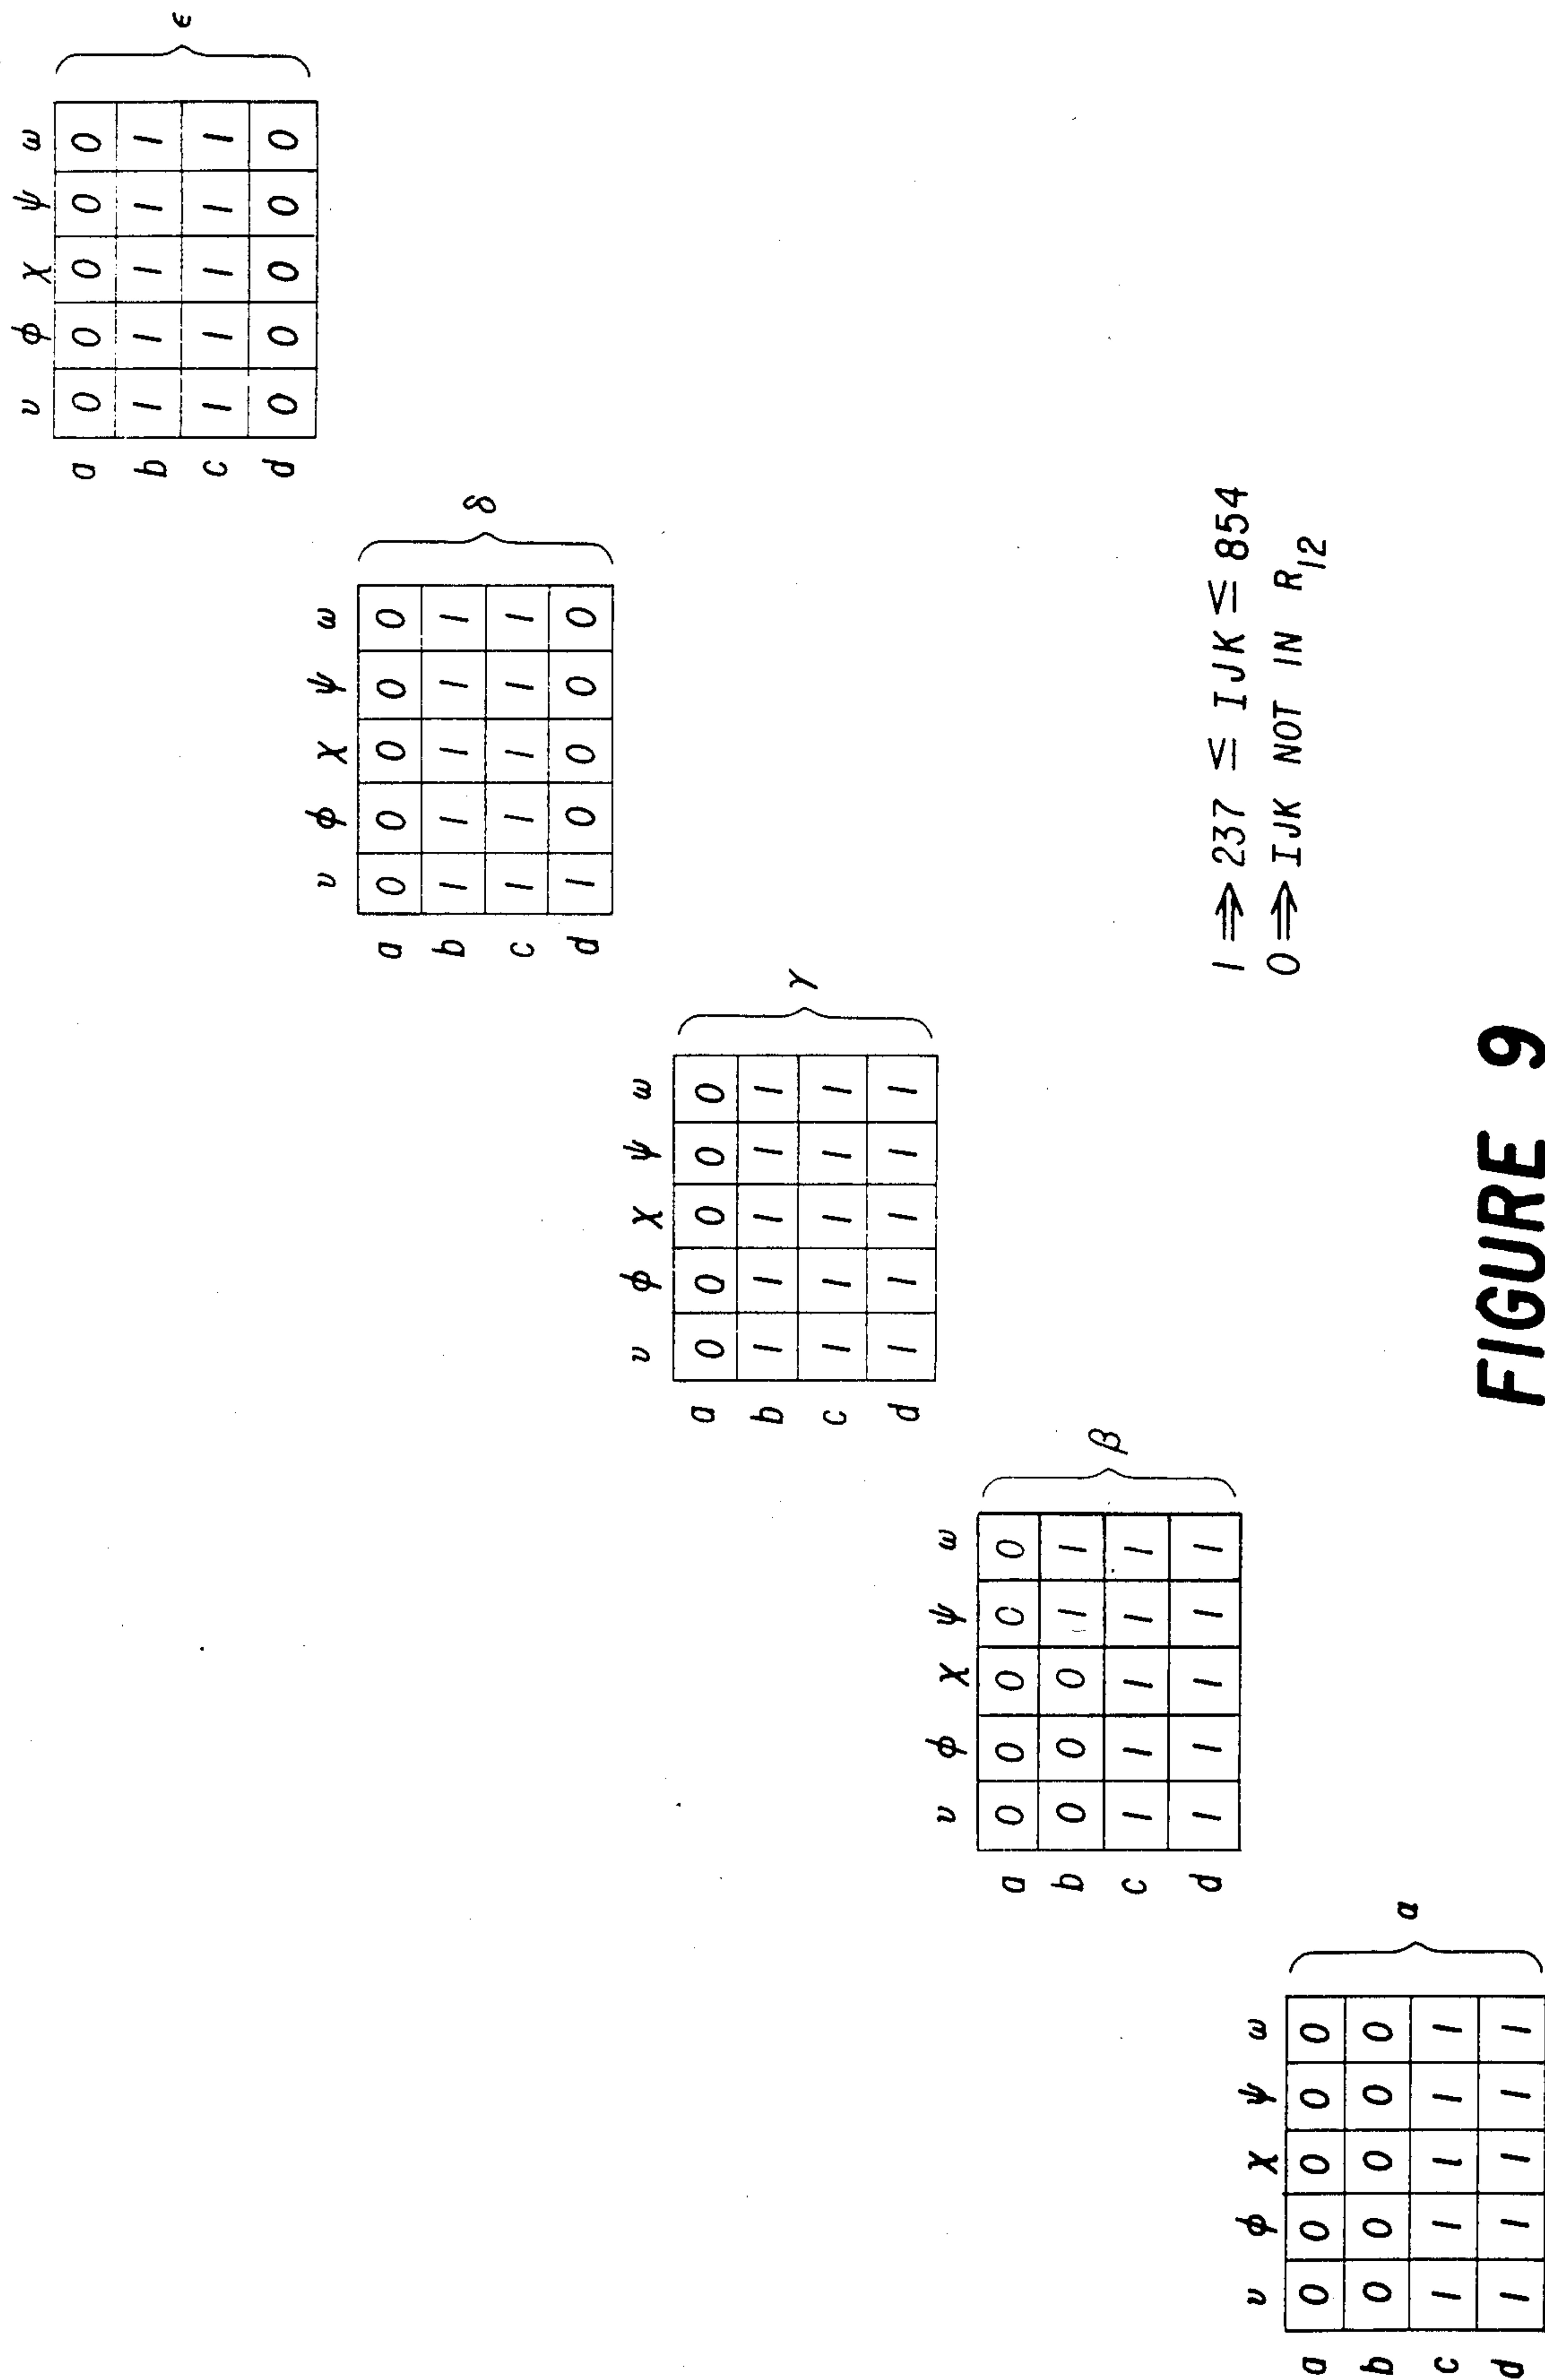 υ φ χ ψ ω
a 0 0 0 0 0
b 1 1 1 1 1
c 1 1 1 1 1
d 0 0 0 0 0
ϵ
υ φ χ ψ ω
a 0 0 0 0 0
b 1 1 1 1 1
c 1 1 1 1 1
d 1 0 0 0 0
δ
υ φ χ ψ ω
a 0 0 0 0 0
b 1 1 1 1 1
c 1 1 1 1 1
d 1 1 1 1 1
γ
υ φ χ ψ ω
a 0 0 0 0 0
b 0 0 0 1 1
c 1 1 1 1 1
d 1 1 1 1 1
β
υ φ χ ψ ω
a 0 0 0 0 0
b 0 0 0 0 0
c 1 1 1 1 1
d 1 1 1 1 1
α
1 ⇒ 237 ≤ IJK ≤ 854
0 ⇒ IJK NOT IN R12
FIGURE 9